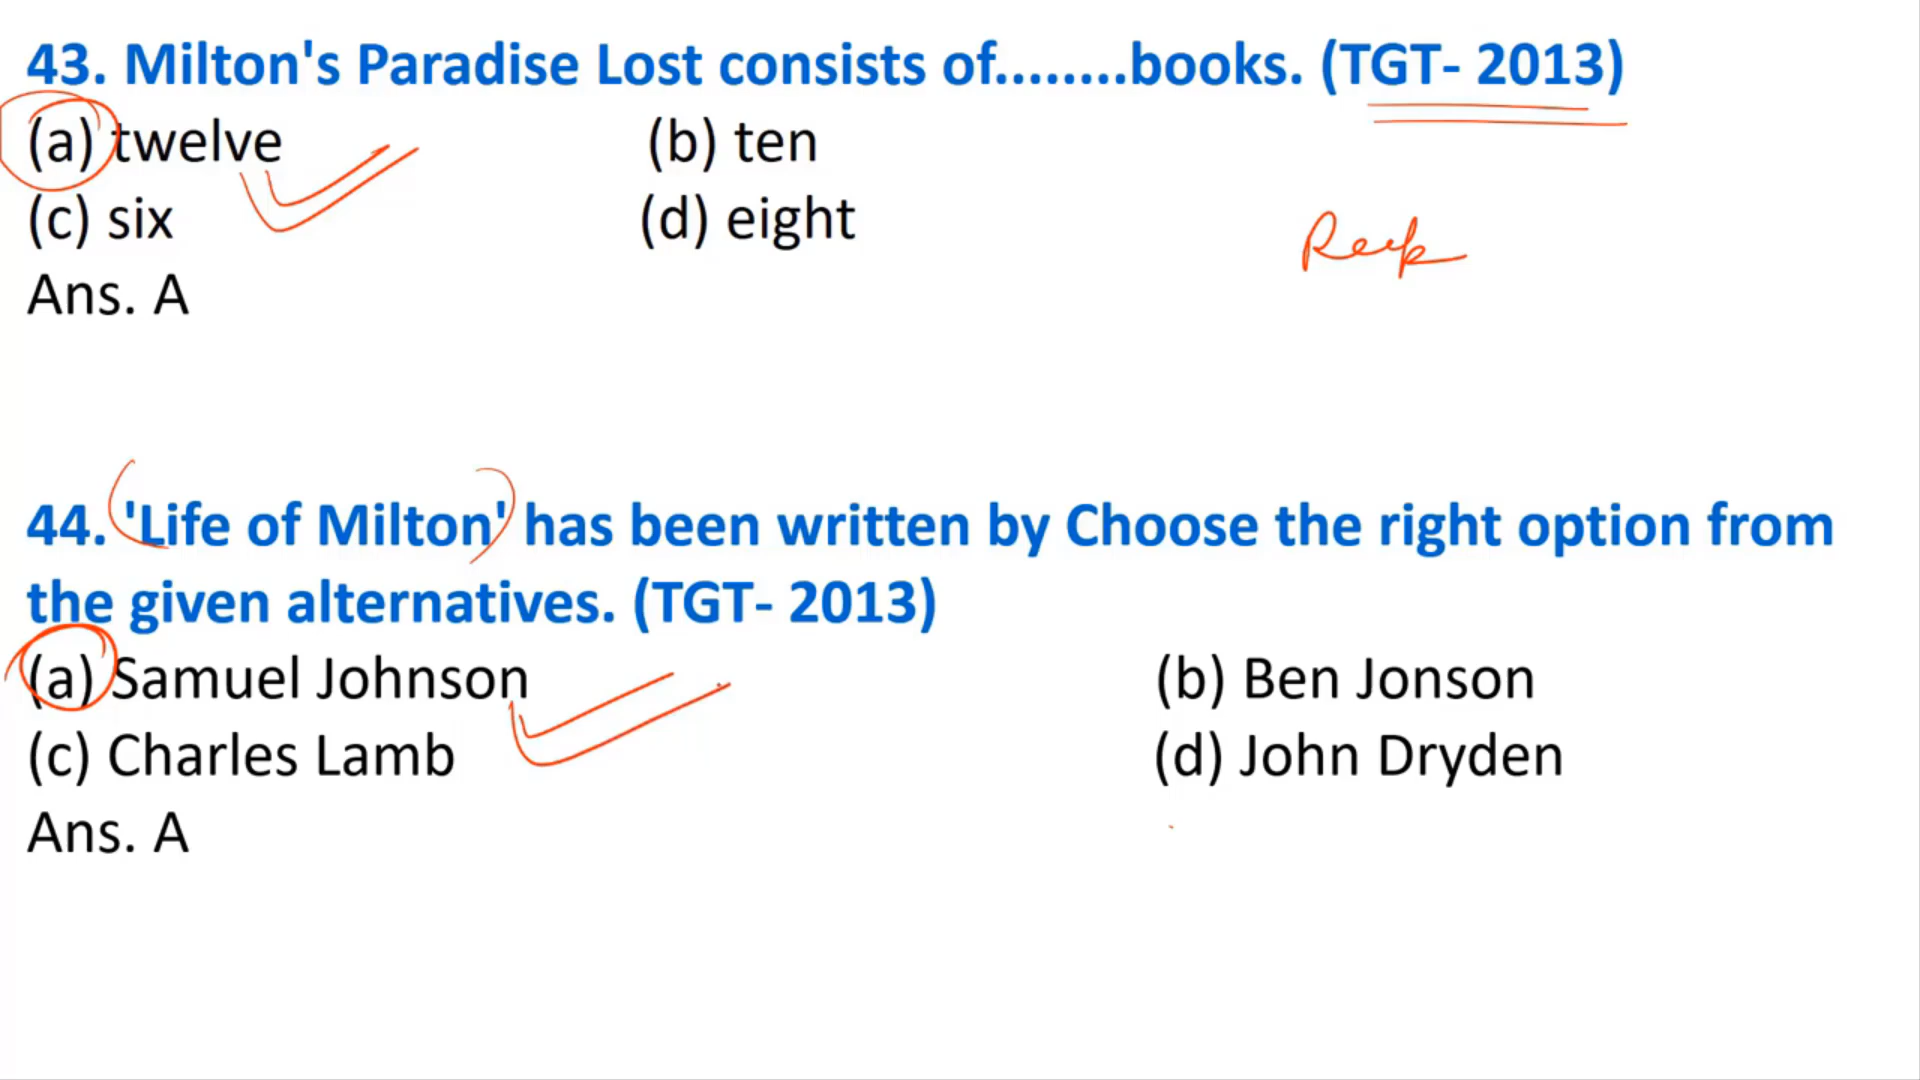 43. Milton's Paradise Lost consists of........books. (TGT- 2013)
(a) twelve (b) ten
(c) six (d) eight
Ans. A
44. 'Life of Milton' has been written by Choose the right option from
the given alternatives. (TGT- 2013)
(a) Samuel Johnson (b) Ben Jonson
(c) Charles Lamb (d) John Dryden
Ans. A